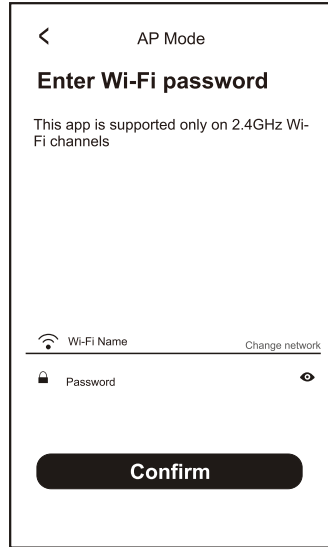 AP Mode
Enter Wi-Fi password
This app is supported only on 2.4GHz Wi-
Fi channels
Wi-Fi Name
Change network
Password
Confirm